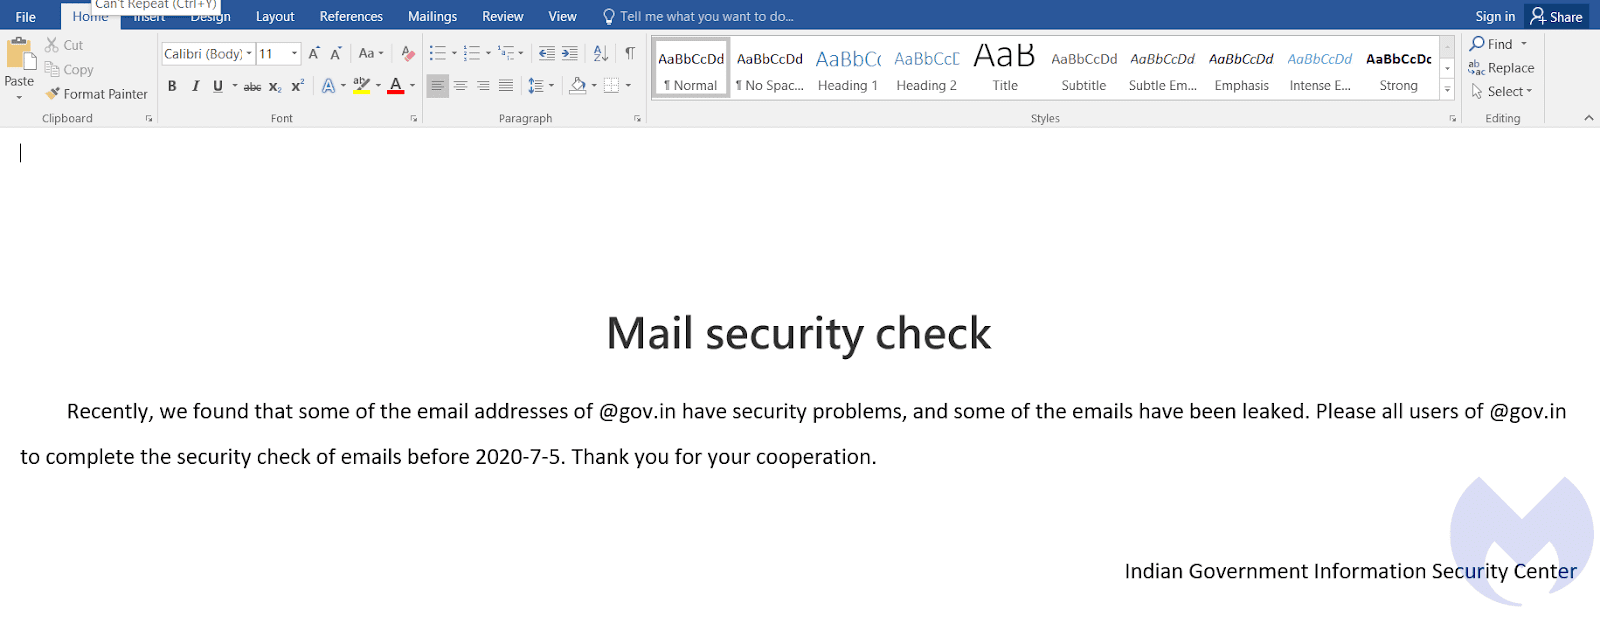 Can't Repeat (Ctrl+Y)
File Home Insert Design Layout References Mailings Review View Tell me what you want to do... Sign in Share
Paste
Cut
Copy
Format Painter
Clipboard
Calibri (Body) 11 Aa
B I U abc x₂ x² A aby A
Font
Paragraph
AaBbCcDd AaBbCcDd AaBbCc AaBbCcD AaB AaBbCcDd AaBbCcDd AaBbCcDd AaBbCcDd AaBbCcDc
¶ Normal ¶ No Spac... Heading 1 Heading 2 Title Subtitle Subtle Em... Emphasis Intense E... Strong
Styles
Find
Replace
Select
Editing
Mail security check
Recently, we found that some of the email addresses of @gov.in have security problems, and some of the emails have been leaked. Please all users of @gov.in
to complete the security check of emails before 2020-7-5. Thank you for your cooperation.
Indian Government Information Security Center